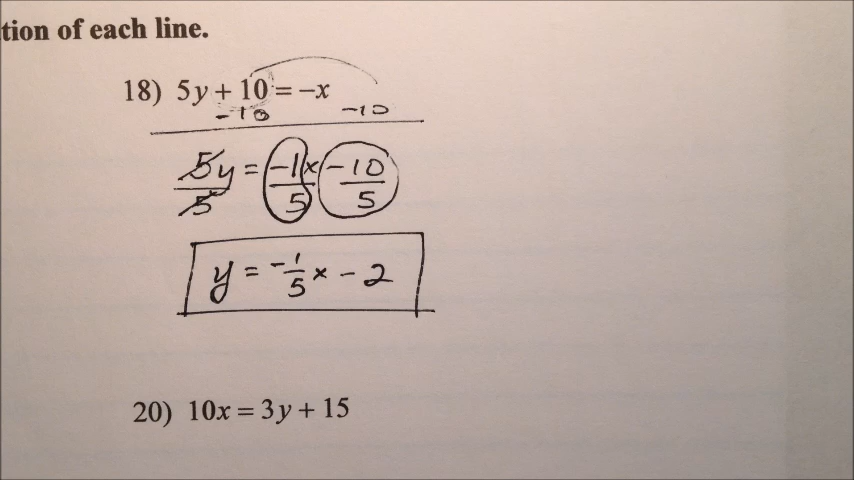 tion of each line.
18) 5y + 10 = -x
-10 -10
5y = -1x -10
5 5 5
y = -1/5 x - 2
20) 10x = 3y + 15